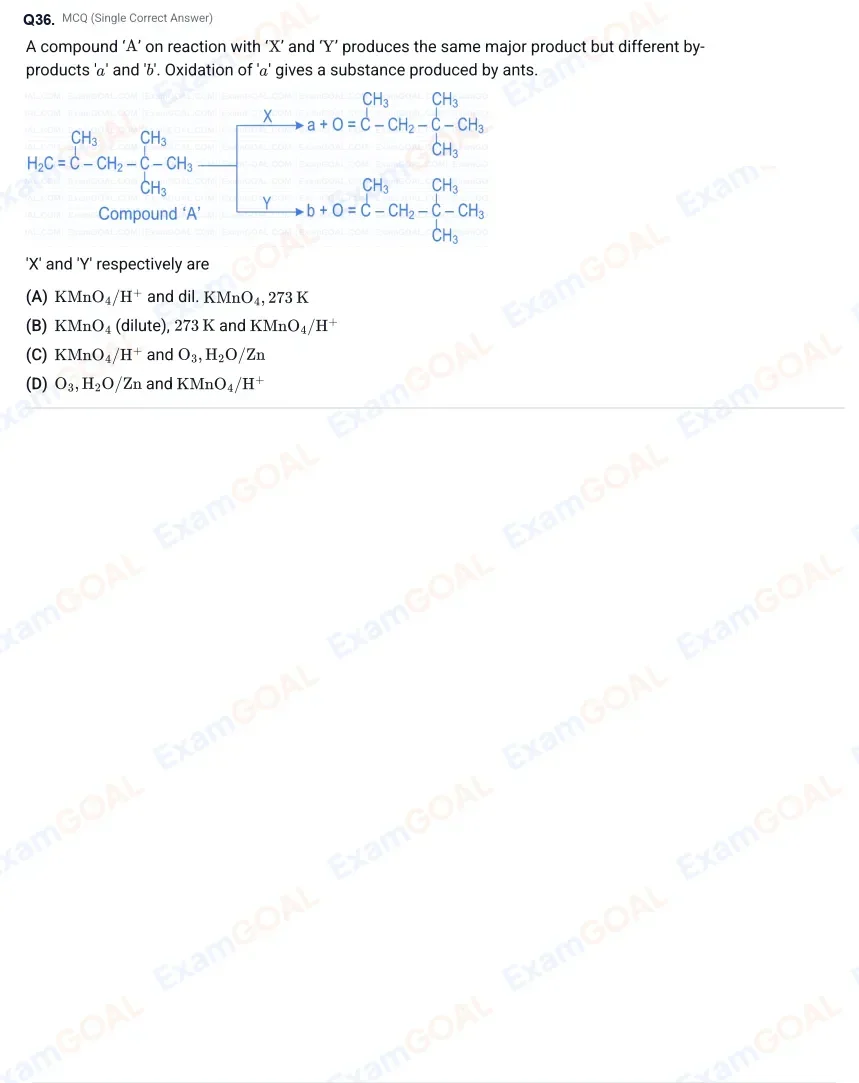 Q36. MCQ (Single Correct Answer)
A compound 'A' on reaction with 'X' and 'Y' produces the same major product but different by-
products 'a' and 'b'. Oxidation of 'a' gives a substance produced by ants.
CH₃ CH₃
X
a + O = C – CH₂ – C – CH₃
CH₃ CH₃ CH₃
H₂C = C – CH₂ – C – CH₃
CH₃ CH₃ CH₃
Y
b + O = C – CH₂ – C – CH₃
Compound 'A'
CH₃
'X' and 'Y' respectively are
(A) KMnO₄/H⁺ and dil. KMnO₄, 273 K
(B) KMnO₄ (dilute), 273 K and KMnO₄/H⁺
(C) KMnO₄/H⁺ and O₃, H₂O/Zn
(D) O₃, H₂O/Zn and KMnO₄/H⁺
ExamGOAL